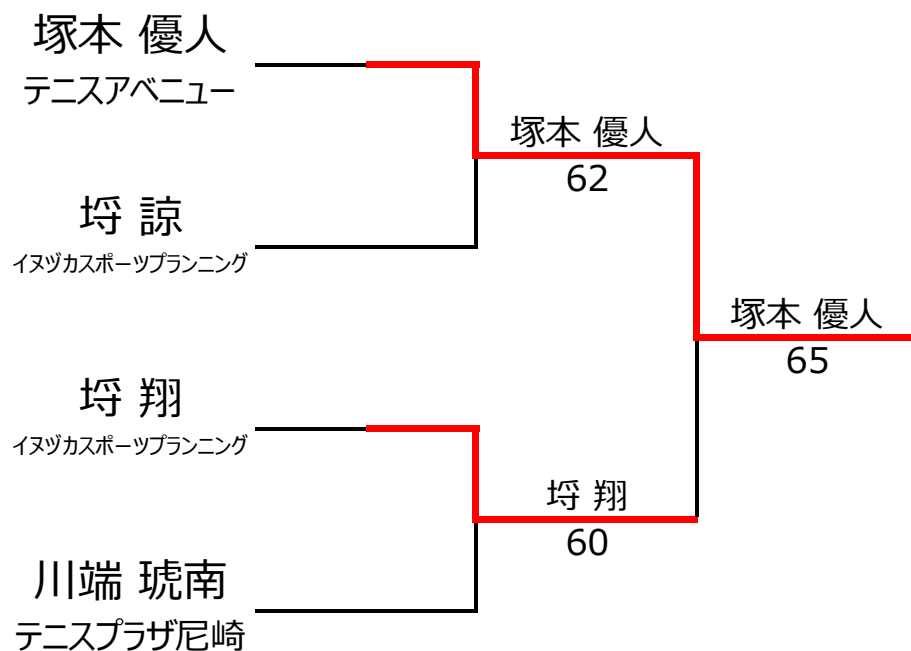 塚本 優人
テニスアベニュー
塚本 優人
62
埒 諒
イヌヅカスポーツプランニング
塚本 優人
65
埒 翔
イヌヅカスポーツプランニング
埒 翔
60
川端 琥南
テニスプラザ尼崎